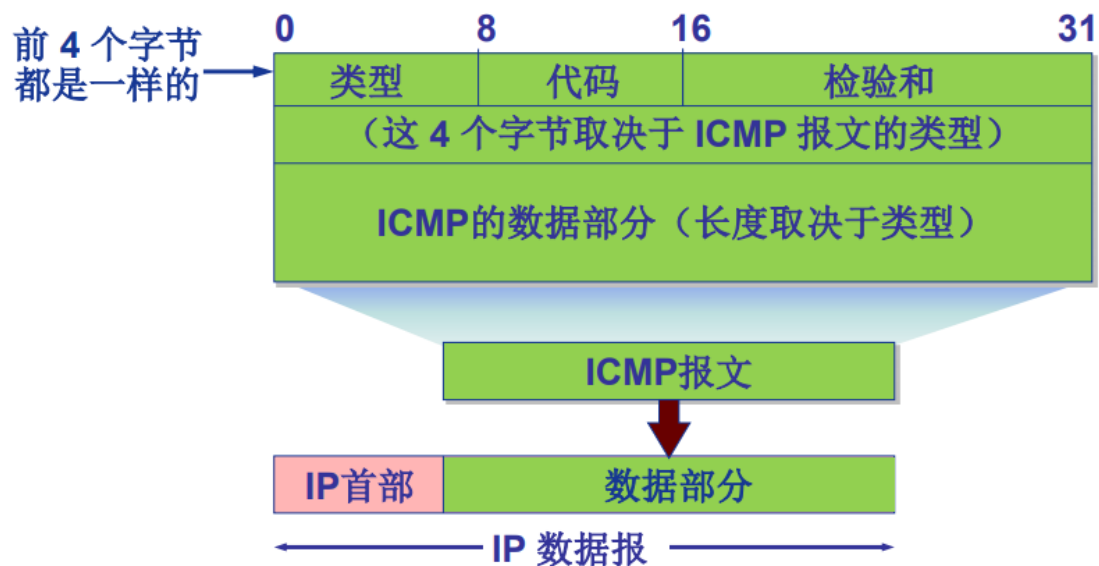 0 8 16 31
前 4 个字节
都是一样的
类型 代码 检验和
（这 4 个字节取决于 ICMP 报文的类型）
ICMP的数据部分（长度取决于类型）
ICMP报文
IP首部 数据部分
IP 数据报